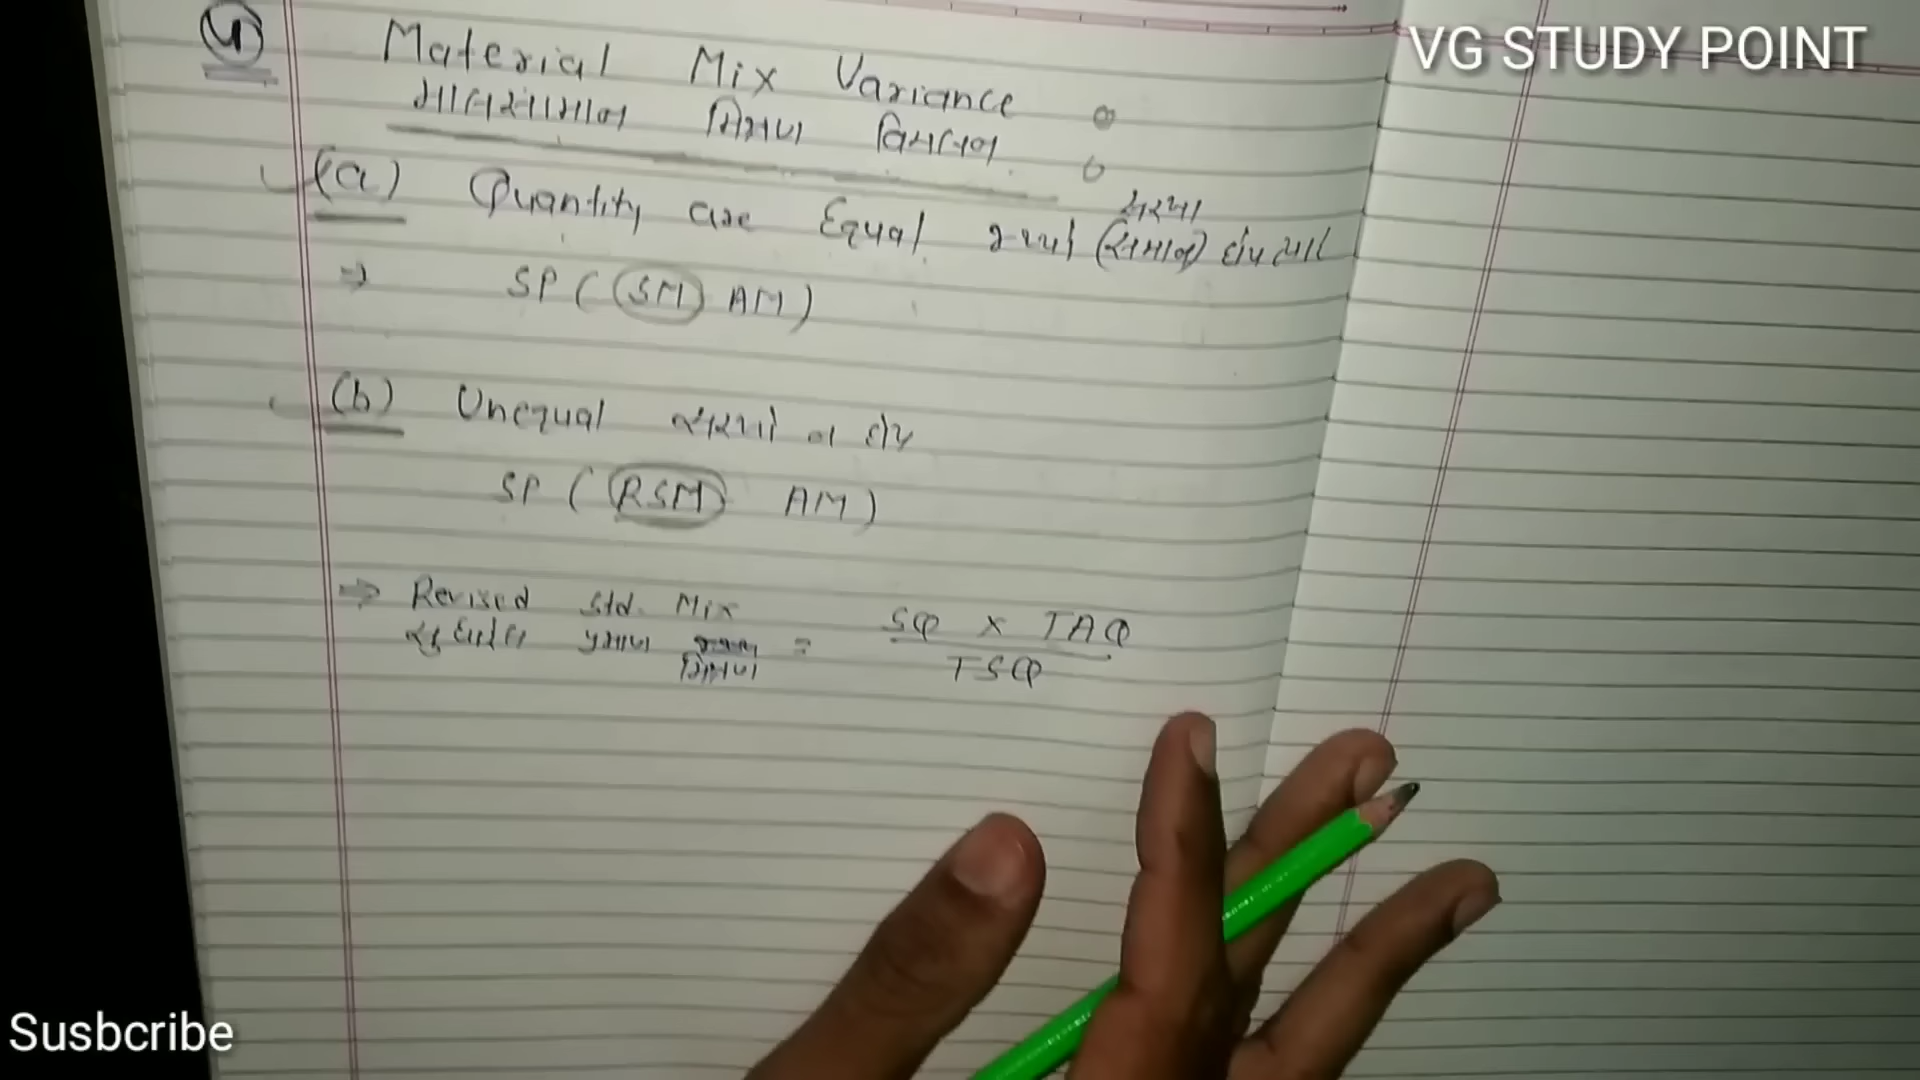 VG STUDY POINT
4
Material Mix Variance
માલસામાન મિશ્રણ વિચલન
(a) Quantity are Equal સરખા (સમાન) હોય ત્યારે
⇒ SP (SM AM)
(b) Unequal સરખો ન હોય
SP (RSM AM)
⇒ Revised Std. Mix = SQ x TAQ
સુધારેલ પ્રમાણ મિશ્રણ TSQ
Susbcribe